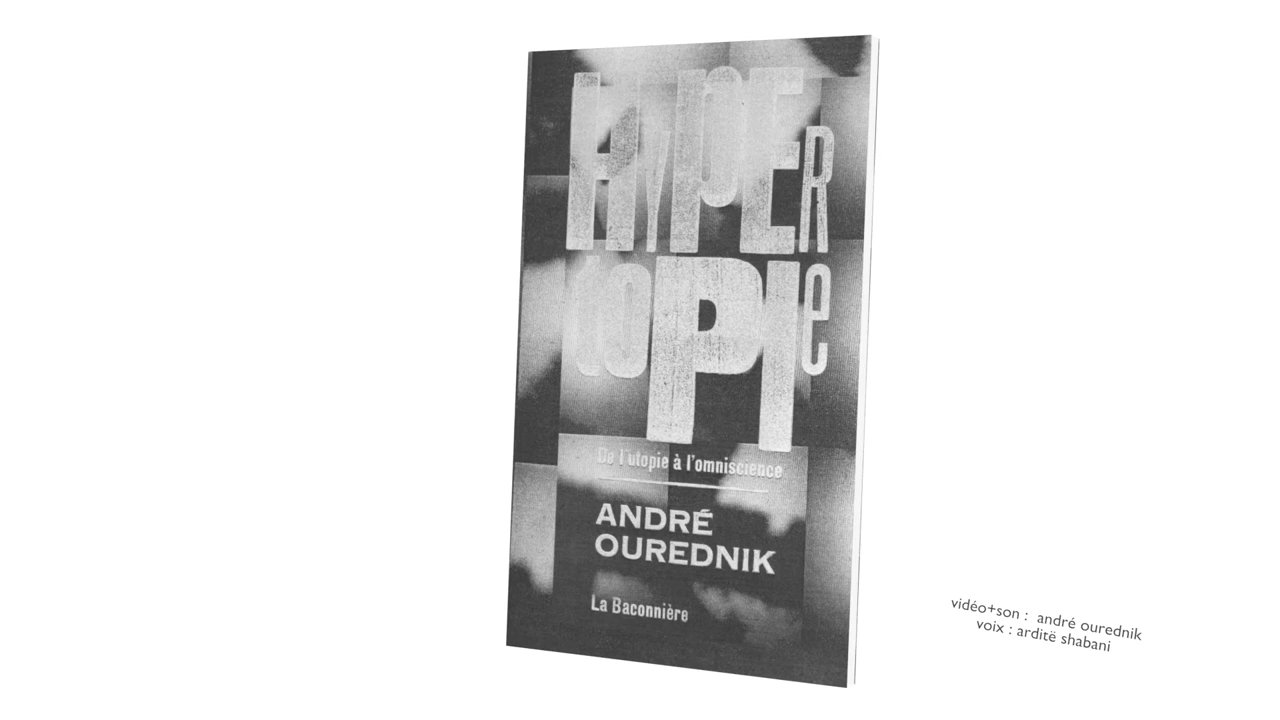 HYPER
toPIe
De l'utopie à l'omniscience
ANDRÉ
OUREDNIK
La Baconnière
vidéo+son : andré ourednik
voix : arditë shabani